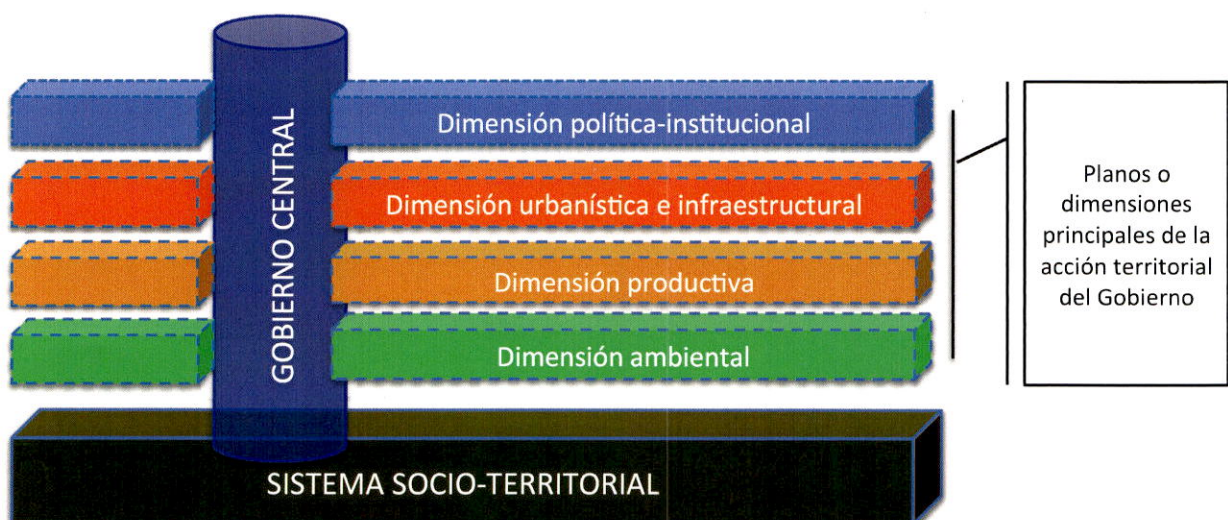 GOBIERNO CENTRAL
Dimensión política-institucional
Dimensión urbanística e infraestructural
Dimensión productiva
Dimensión ambiental
SISTEMA SOCIO-TERRITORIAL
Planos o
dimensiones
principales de la
acción territorial
del Gobierno